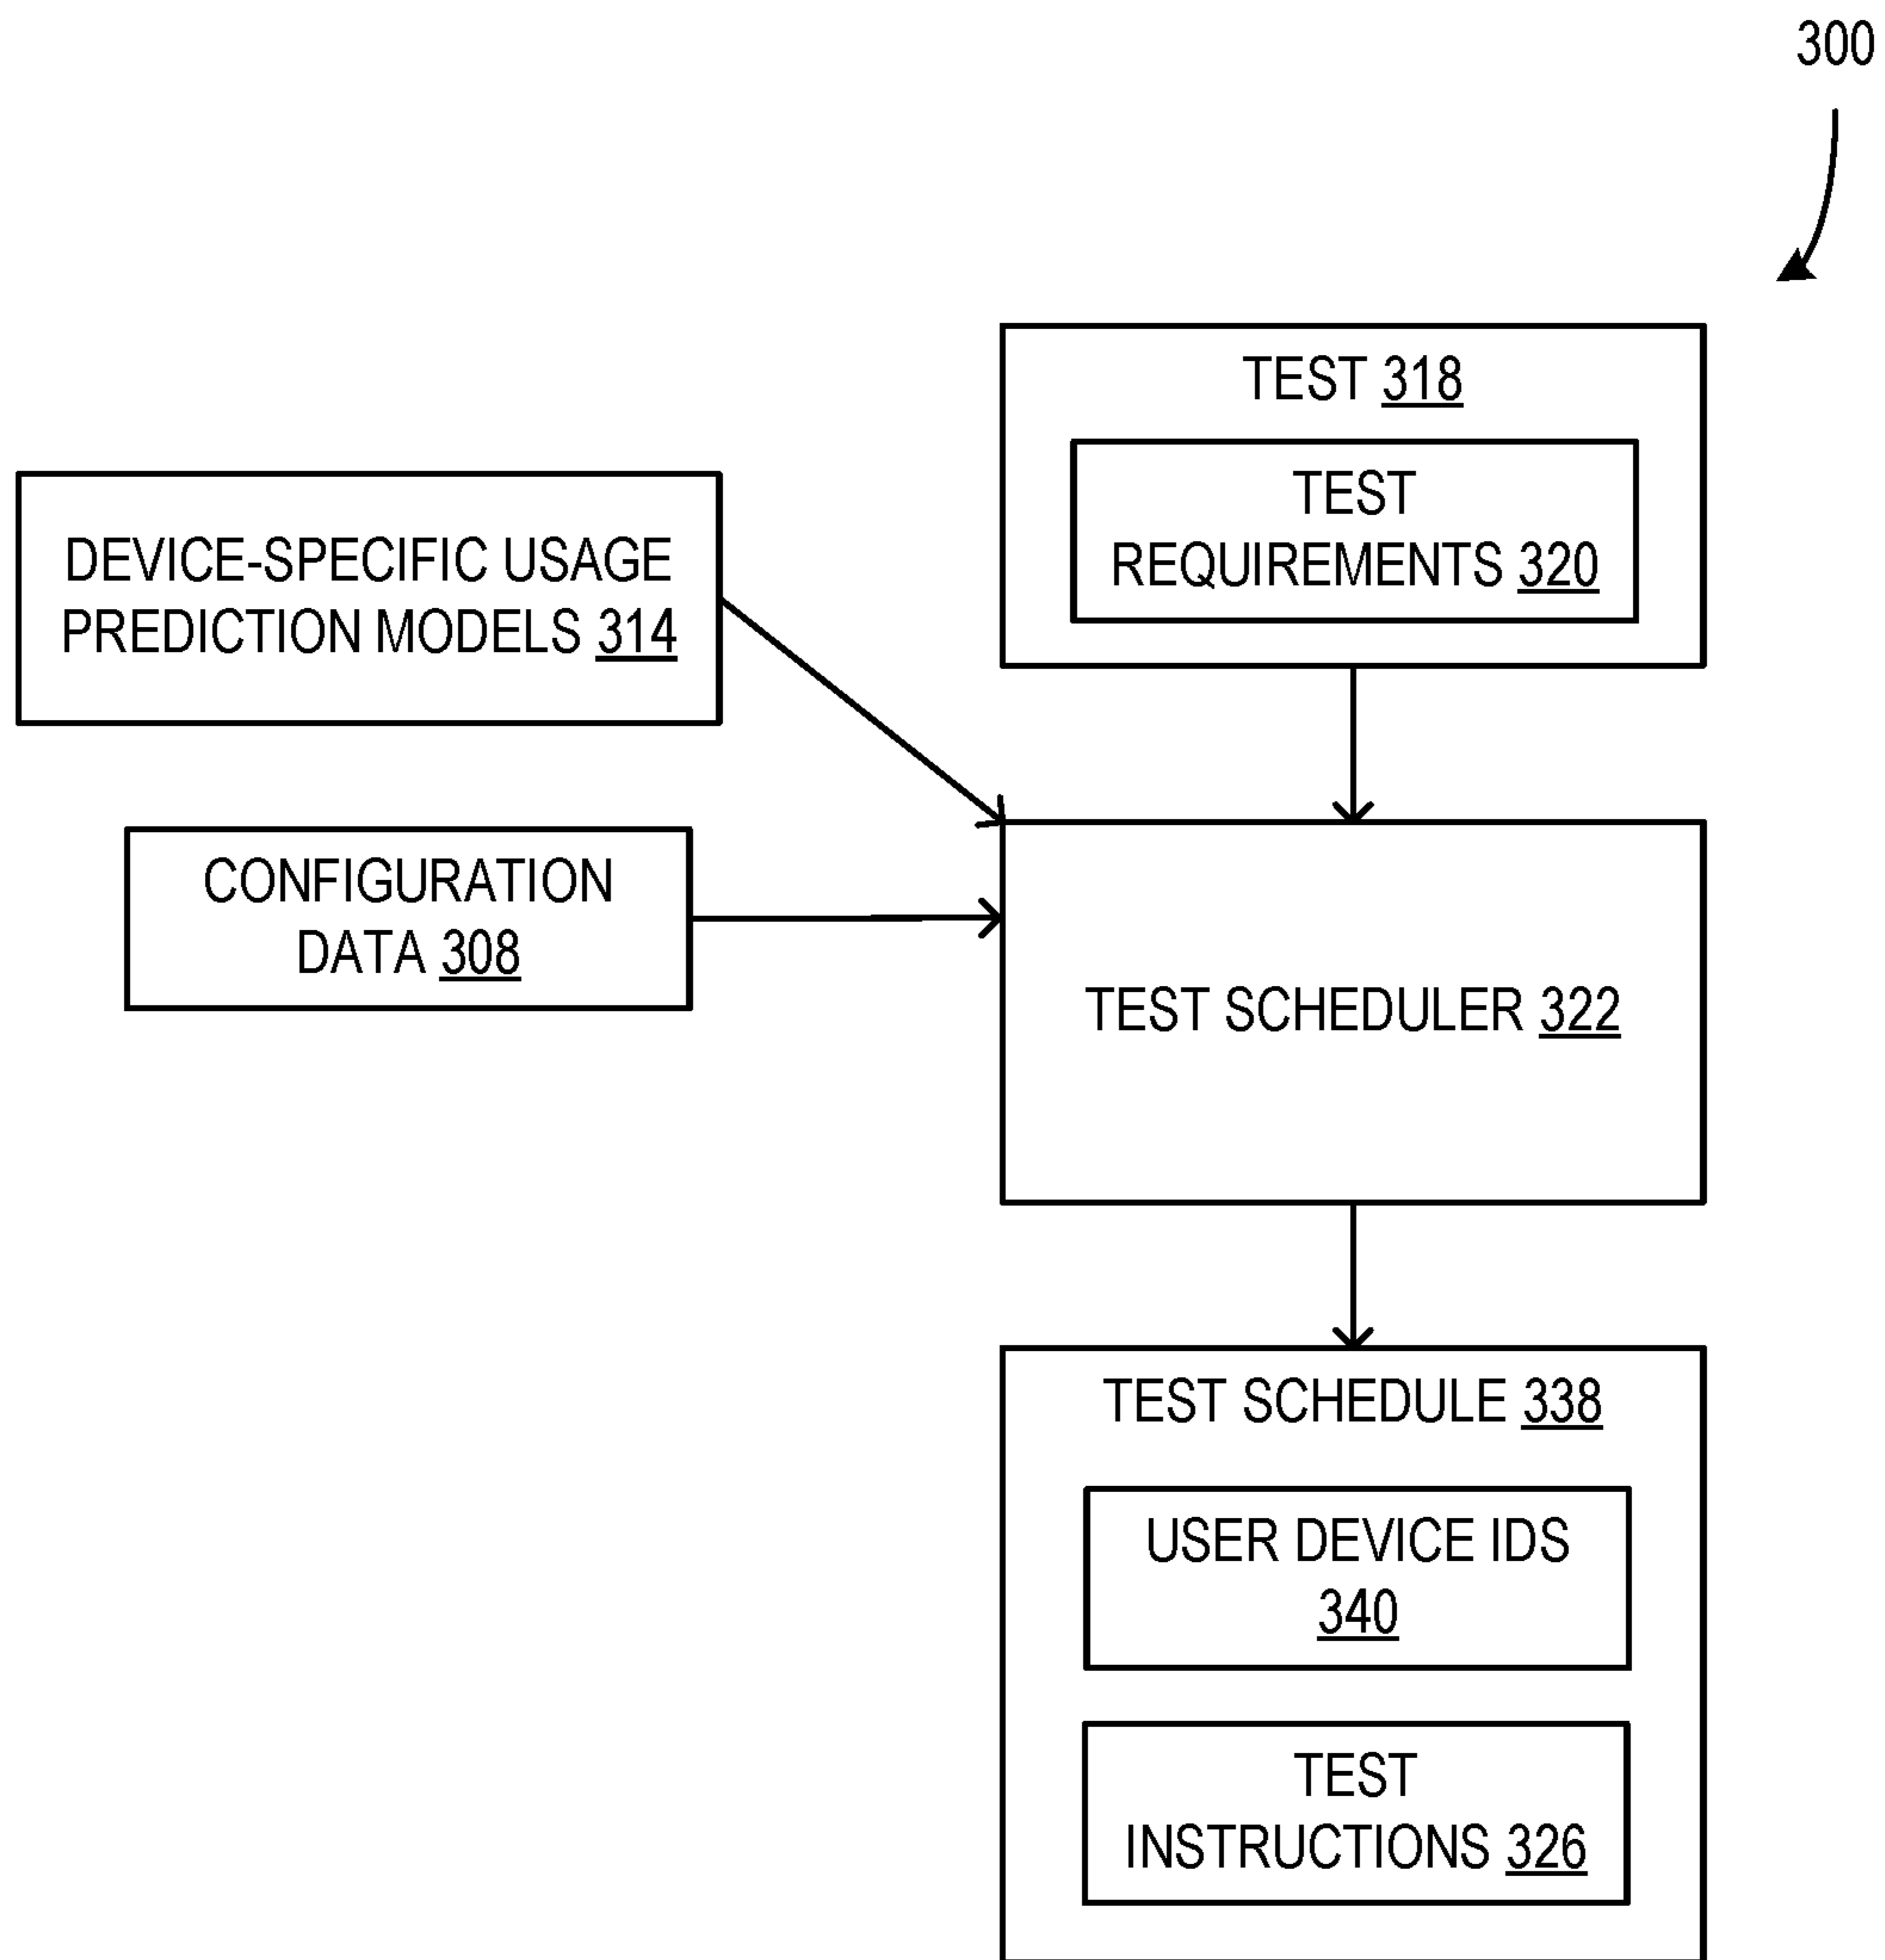 300
TEST 318
TEST
REQUIREMENTS 320
DEVICE-SPECIFIC USAGE
PREDICTION MODELS 314
CONFIGURATION
DATA 308
TEST SCHEDULER 322
TEST SCHEDULE 338
USER DEVICE IDS
340
TEST
INSTRUCTIONS 326